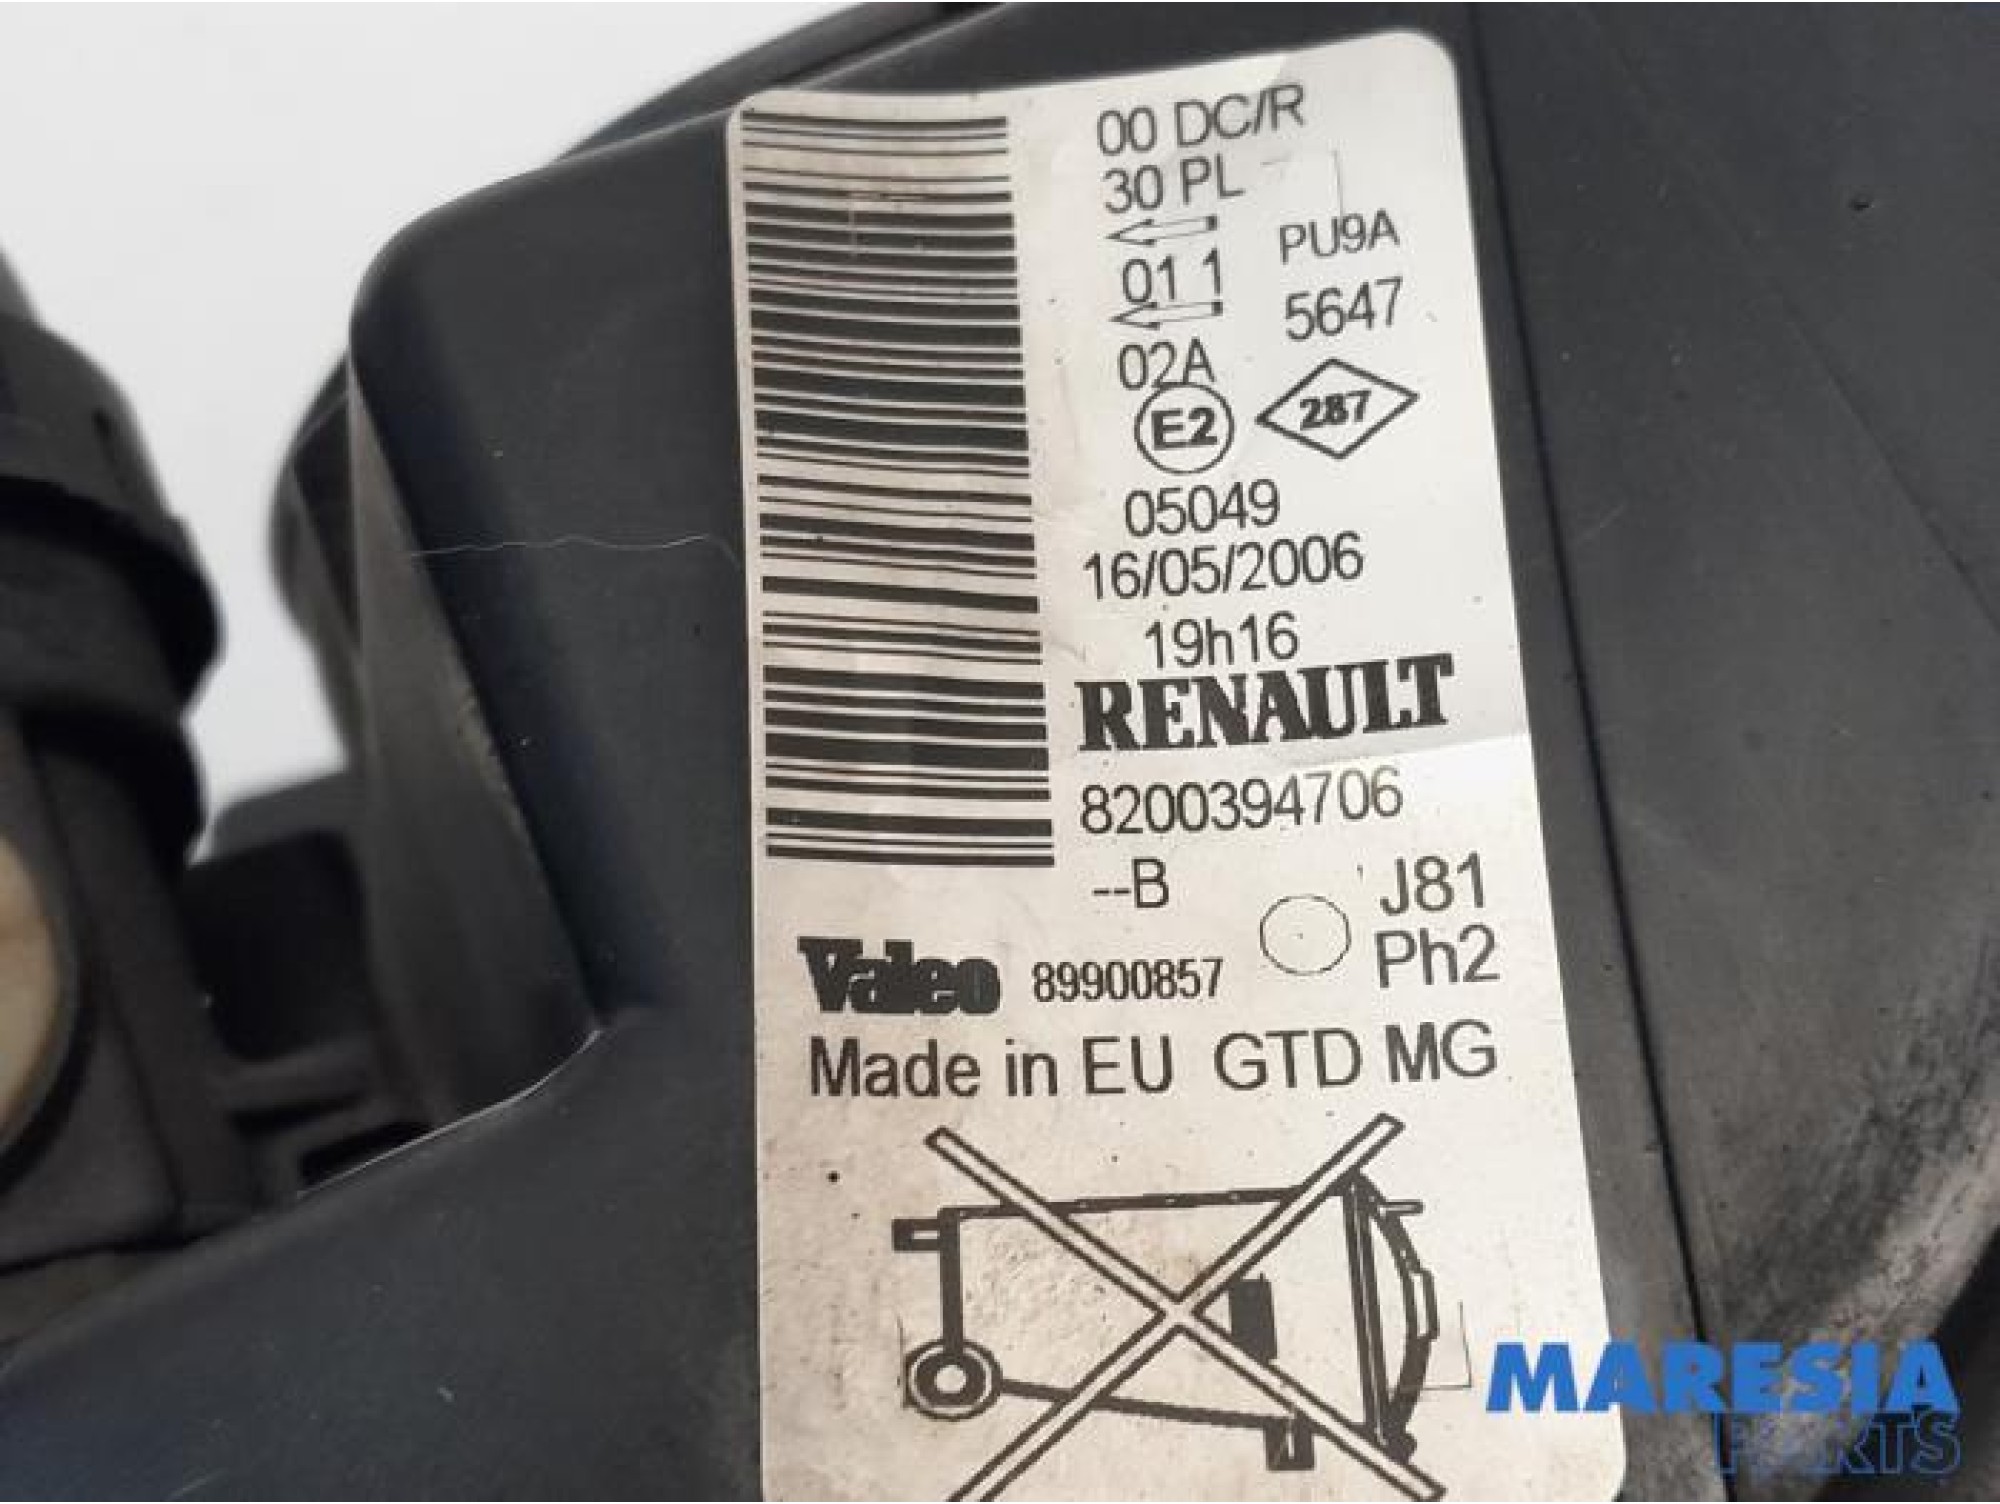 00 DC/R
30 PL
PU9A
01 1
5647
02A
E2
287
05049
16/05/2006
19h16
RENAULT
8200394706
--B
J81
Ph2
Valeo 89900857
Made in EU GTD MG
MARESIA
PARTS